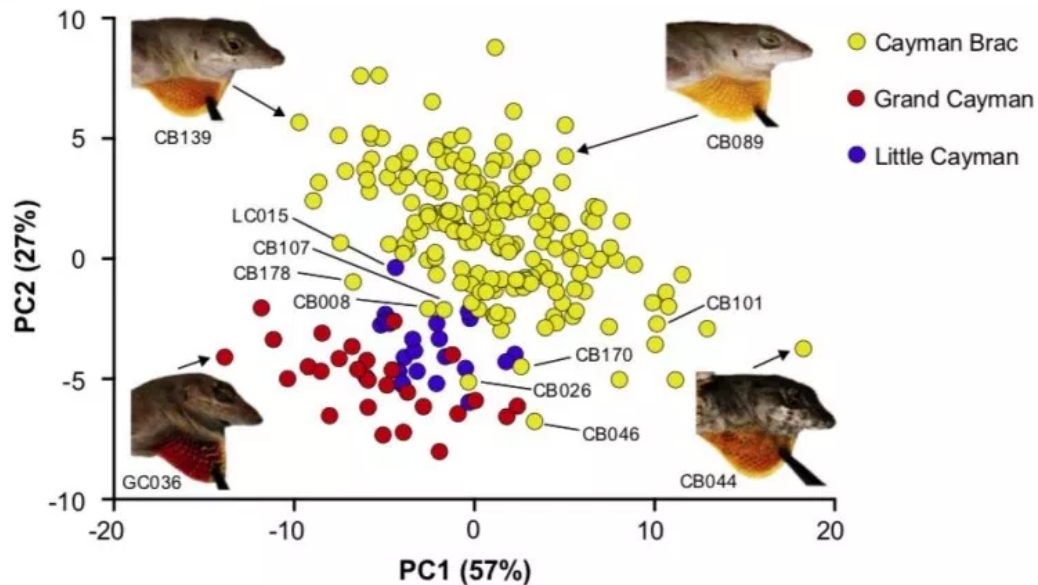 10
5
0
-5
-10
PC2 (27%)
-20
-10
0
10
20
PC1 (57%)
Cayman Brac
Grand Cayman
Little Cayman
CB139
CB089
LC015
CB107
CB178
CB008
CB101
CB170
CB026
CB046
GC036
CB044